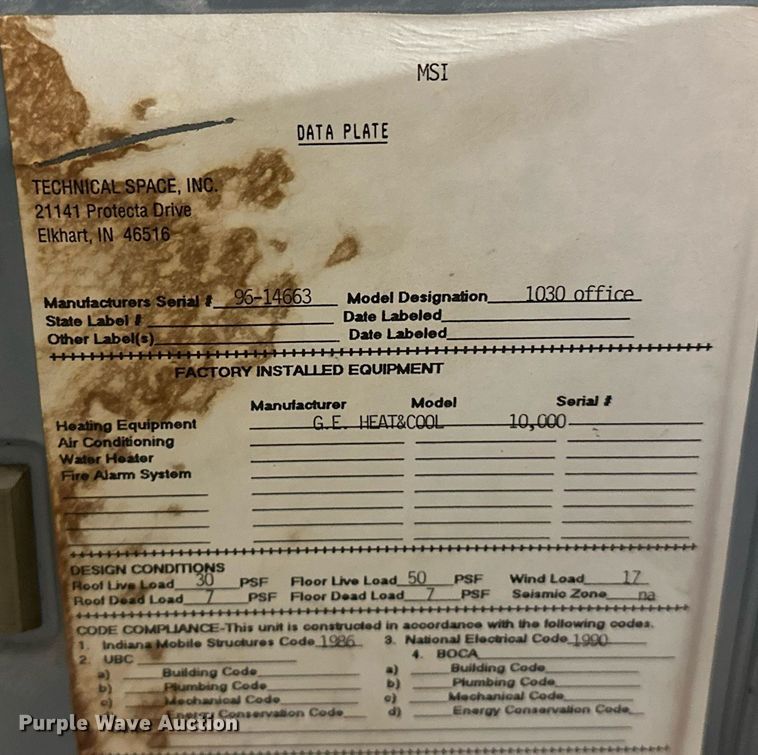 MSI
DATA PLATE
TECHNICAL SPACE, INC.
21141 Protecta Drive
Elkhart, IN 46516
Manufacturers Serial # 96-14663 Model Designation 1030 office
State Label # Date Labeled
Other Label(s) Date Labeled
FACTORY INSTALLED EQUIPMENT
Manufacturer Model Serial #
Heating Equipment G.E. HEAT&COOL 10,000
Air Conditioning
Water Heater
Fire Alarm System
DESIGN CONDITIONS
Roof Live Load 30 PSF Floor Live Load 50 PSF Wind Load 17
Roof Dead Load 7 PSF Floor Dead Load 7 PSF Seismic Zone na
CODE COMPLIANCE-This unit is constructed in accordance with the following codes.
1. Indiana Mobile Structures Code 1986 3. National Electrical Code 1990
2. UBC 4. BOCA
a) Building Code a) Building Code
b) Plumbing Code b) Plumbing Code
c) Mechanical Code c) Mechanical Code
Energy Conservation Code d) Energy Conservation Code
Purple Wave Auction